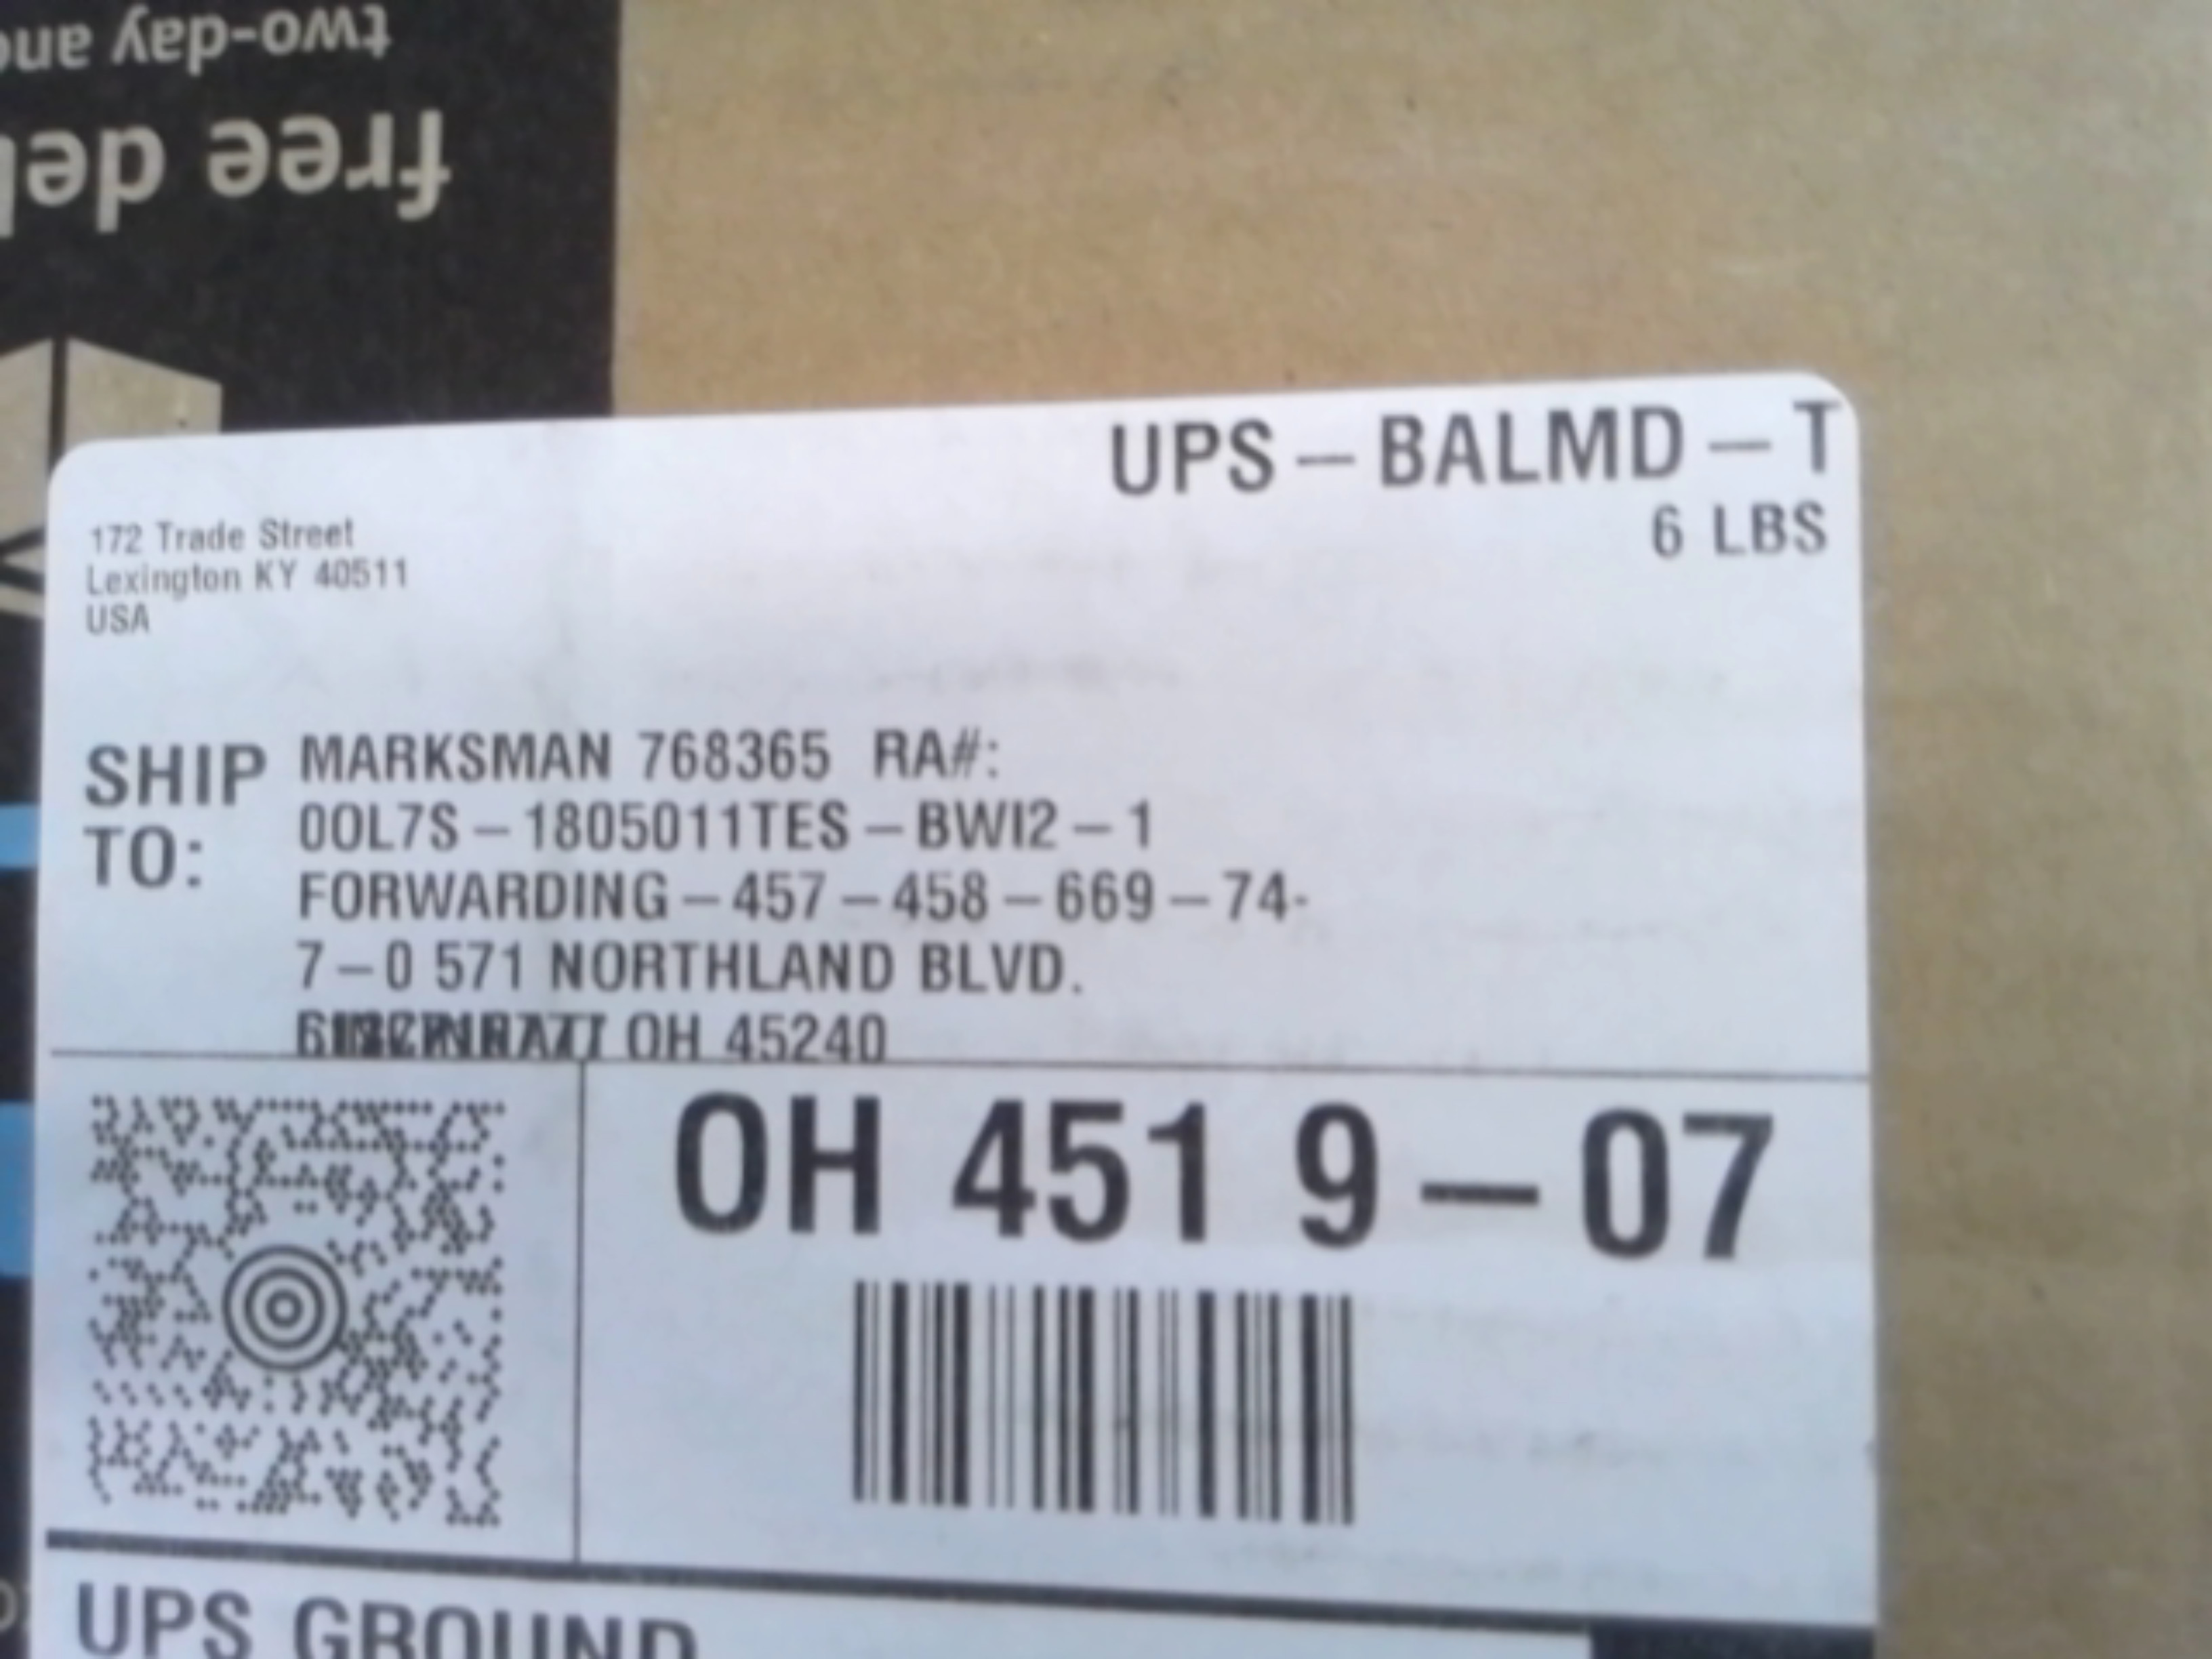 two-day and
free del
UPS – BALMD – T
6 LBS
172 Trade Street
Lexington KY 40511
USA
SHIP TO:
MARKSMAN 768365 RA#:
00L7S – 1805011TES – BWI2 – 1
FORWARDING – 457 – 458 – 669 – 74-
7 – 0 571 NORTHLAND BLVD.
OH 45240
OH 451 9 – 07
UPS GROUND